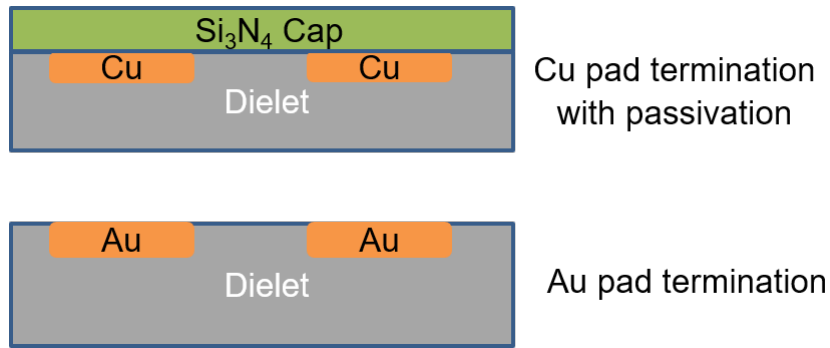 Si₃N₄ Cap
Cu Cu
Dielet
Cu pad termination
with passivation
Au Au
Dielet
Au pad termination